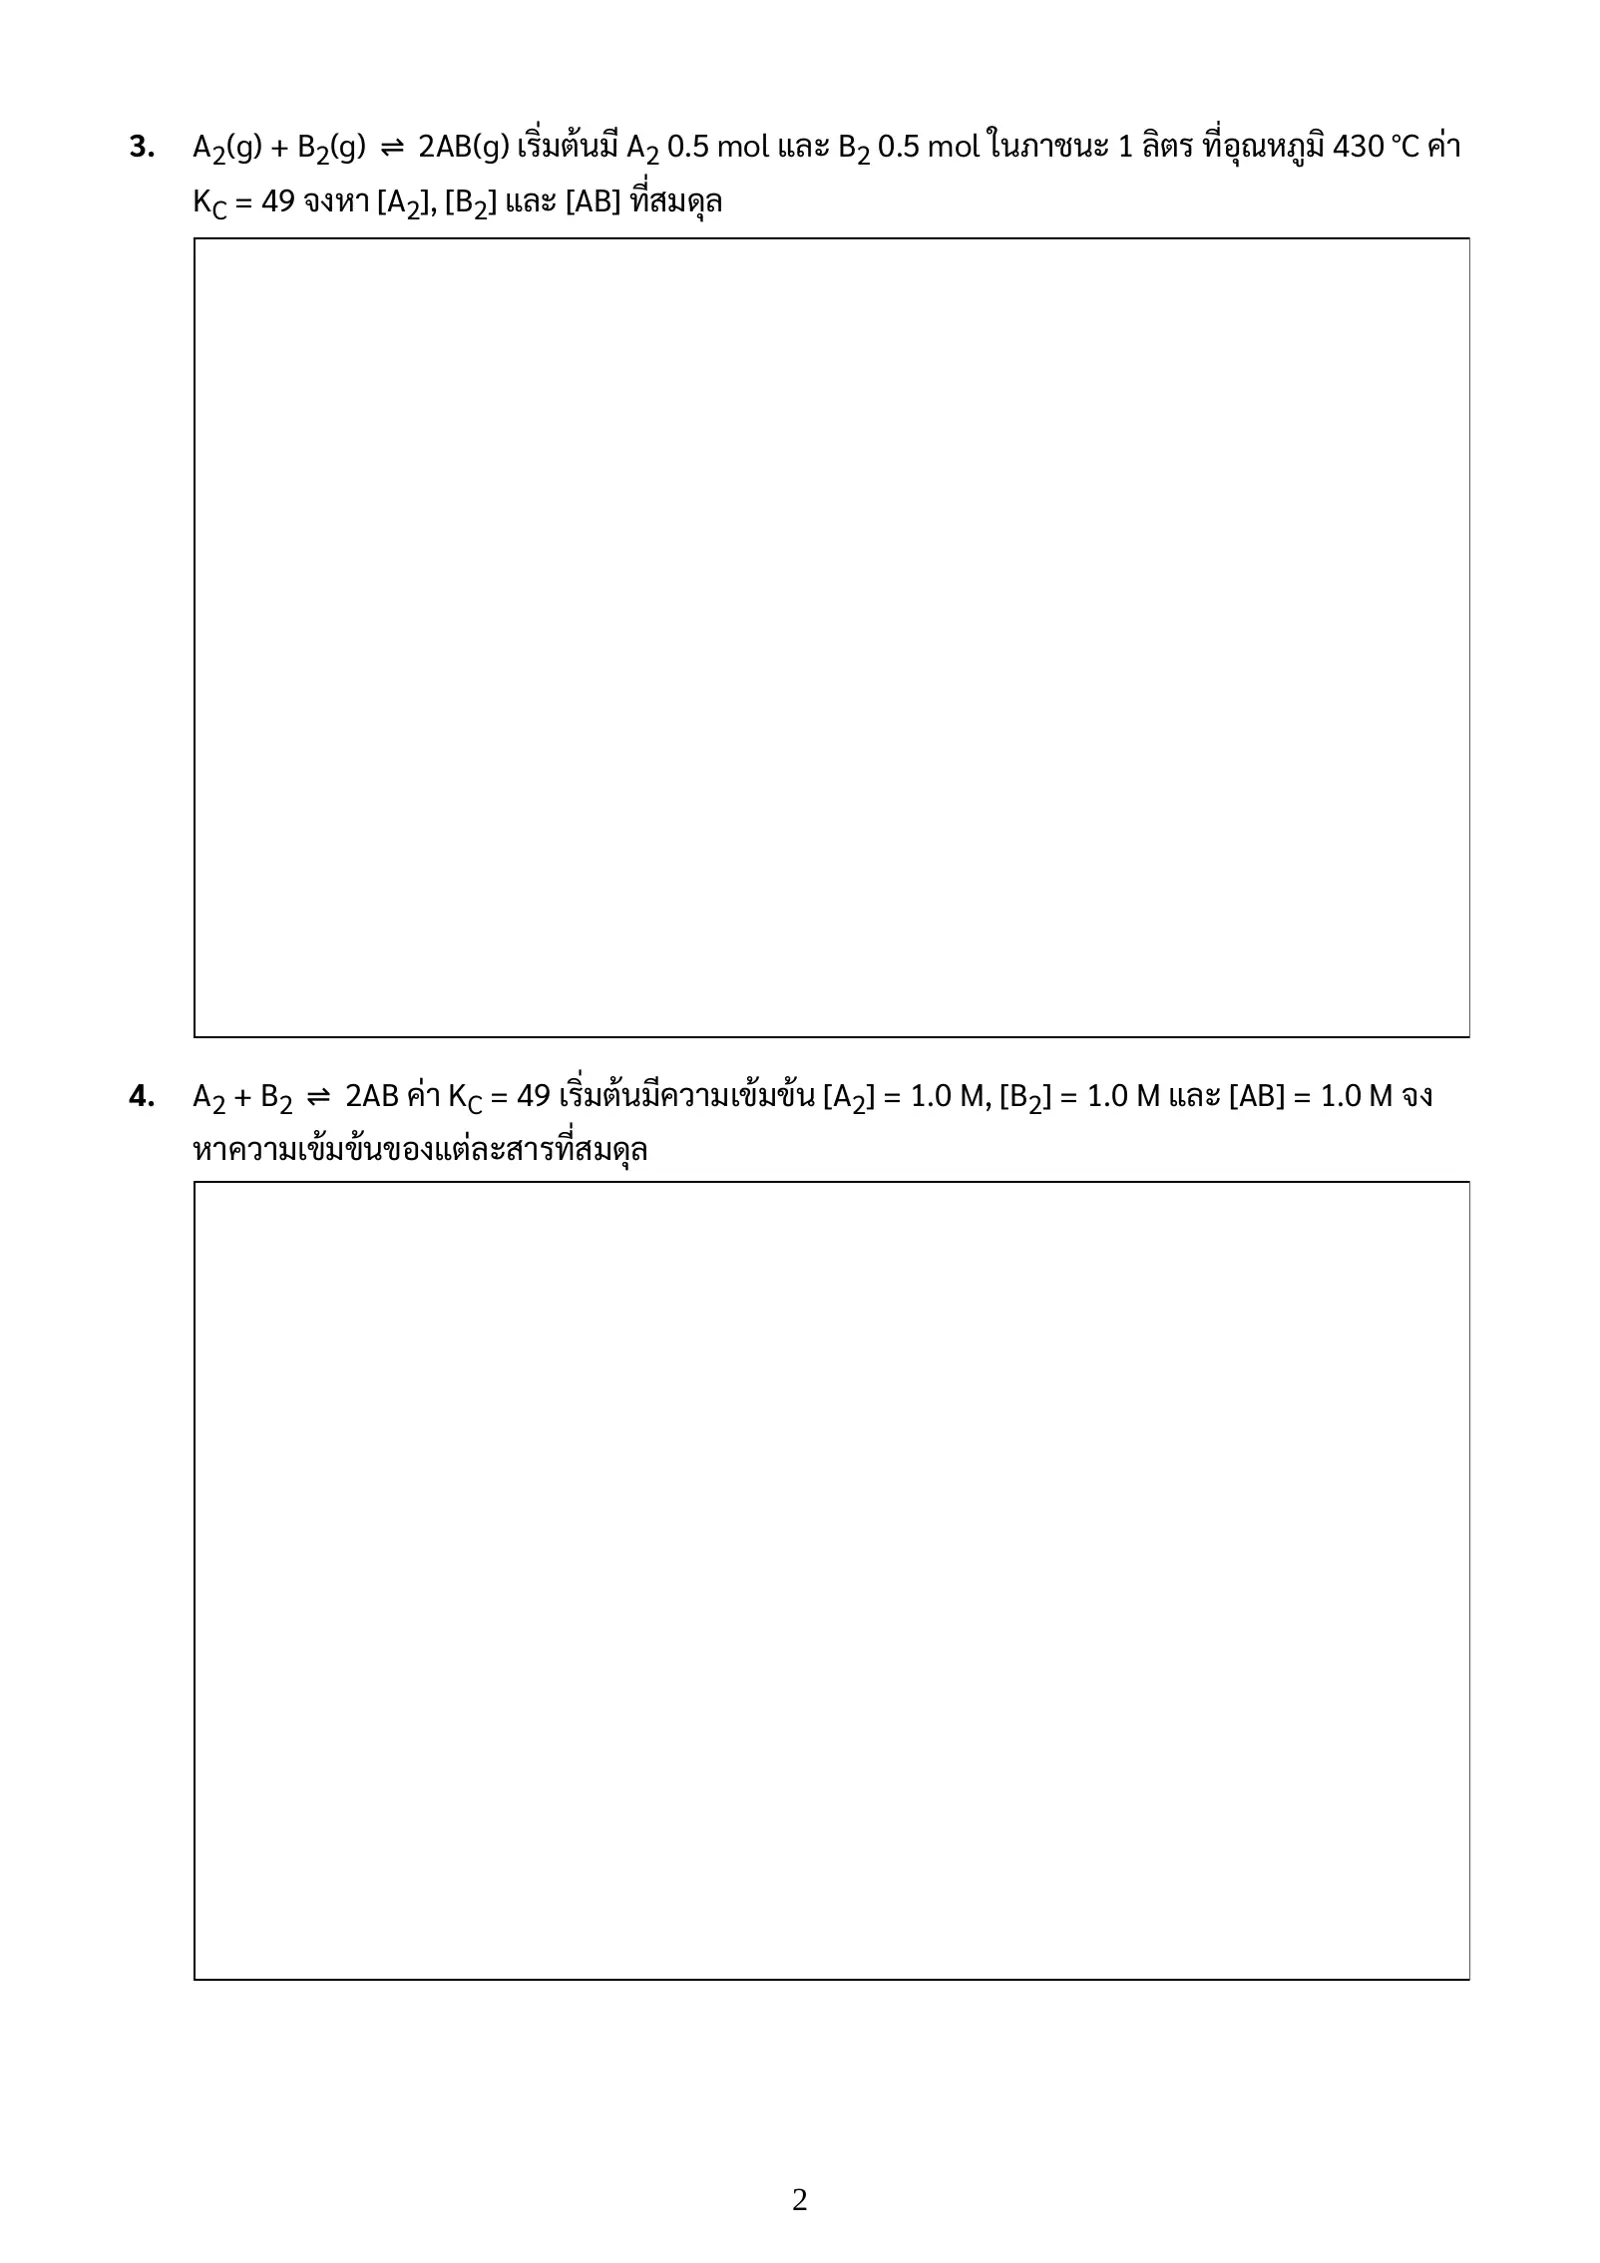 3. A2(g) + B2(g) ⇌ 2AB(g) เริ่มต้นมี A2 0.5 mol และ B2 0.5 mol ในภาชนะ 1 ลิตร ที่อุณหภูมิ 430 °C ค่า
KC = 49 จงหา [A2], [B2] และ [AB] ที่สมดุล
4. A2 + B2 ⇌ 2AB ค่า KC = 49 เริ่มต้นมีความเข้มข้น [A2] = 1.0 M, [B2] = 1.0 M และ [AB] = 1.0 M จง
หาความเข้มข้นของแต่ละสารที่สมดุล
2